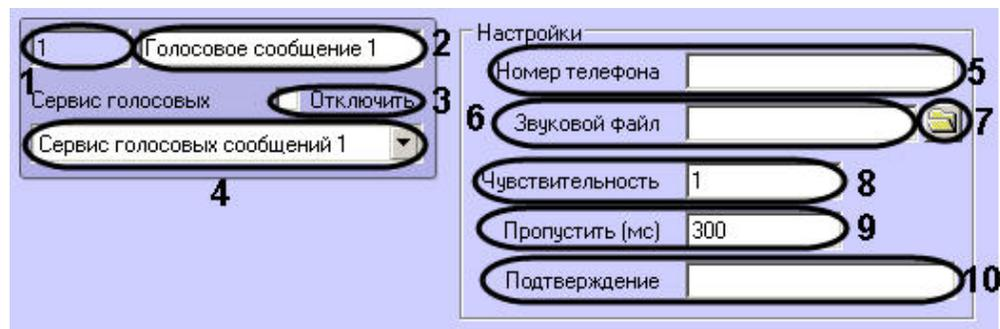 1 Голосовое сообщение 1 2
1
Сервис голосовых Отключить 3
Сервис голосовых сообщений 1
4
Настройки
Номер телефона 5
6 Звуковой файл 7
Чувствительность 1 8
Пропустить (мс) 300 9
Подтверждение 10